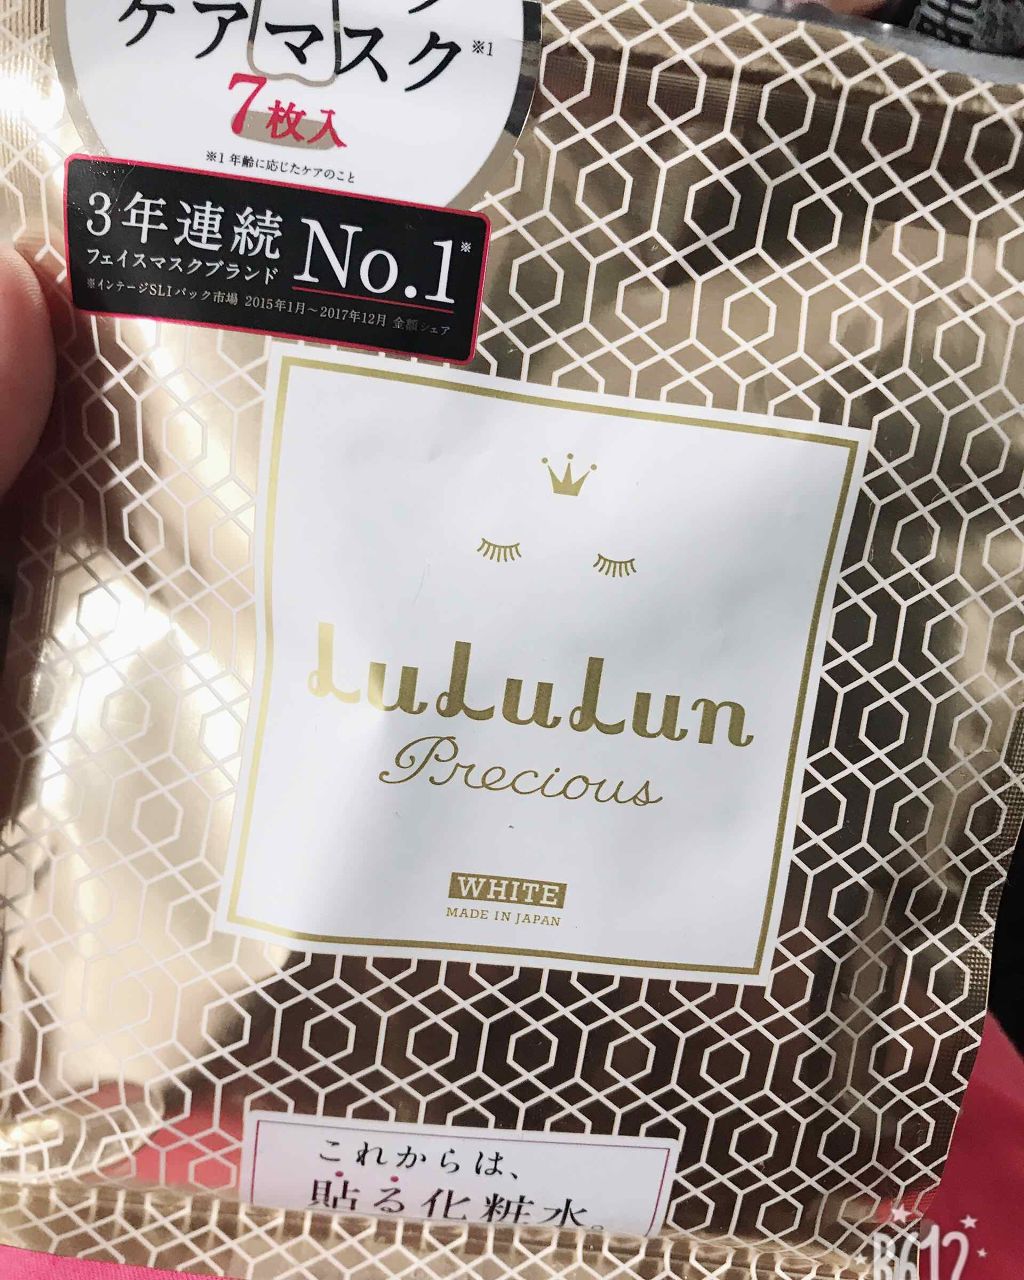 ケアマスク※1
7枚入
※1 年齢に応じたケアのこと
3年連続 No.1※
フェイスマスクブランド
※インテージSLI パック市場 2015年1月~2017年12月 金額シェア
LuLuLun
Precious
WHITE
MADE IN JAPAN
これからは、
貼る化粧水。
B612